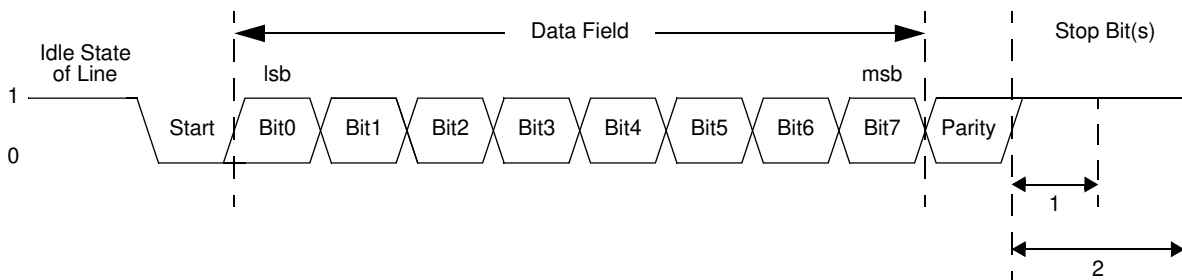 Data Field
Stop Bit(s)
Idle State
of Line
lsb
msb
1
Start
Bit0
Bit1
Bit2
Bit3
Bit4
Bit5
Bit6
Bit7
Parity
0
1
2